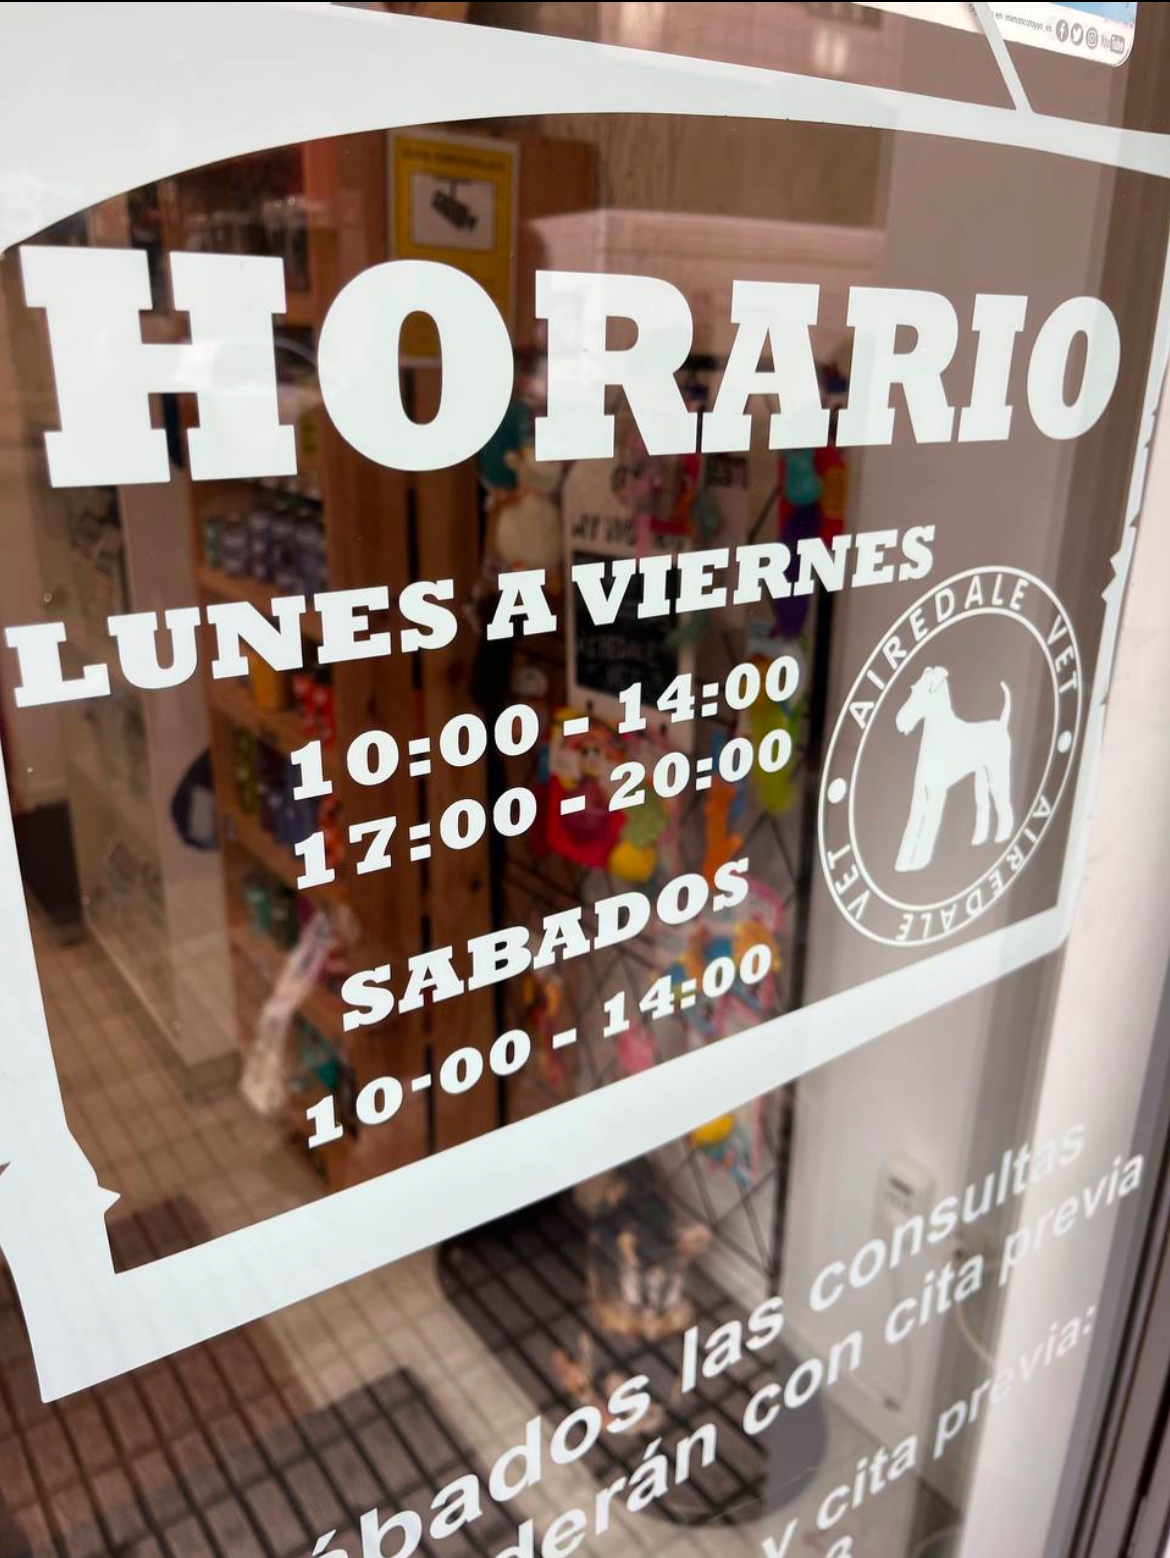 HORARIO
LUNES A VIERNES
10:00 - 14:00
17:00 - 20:00
SABADOS
10-00 - 14:00
AIREDALE VET • AIREDALE VET •
ábados las consultas
derán con cita previa
y cita previa: